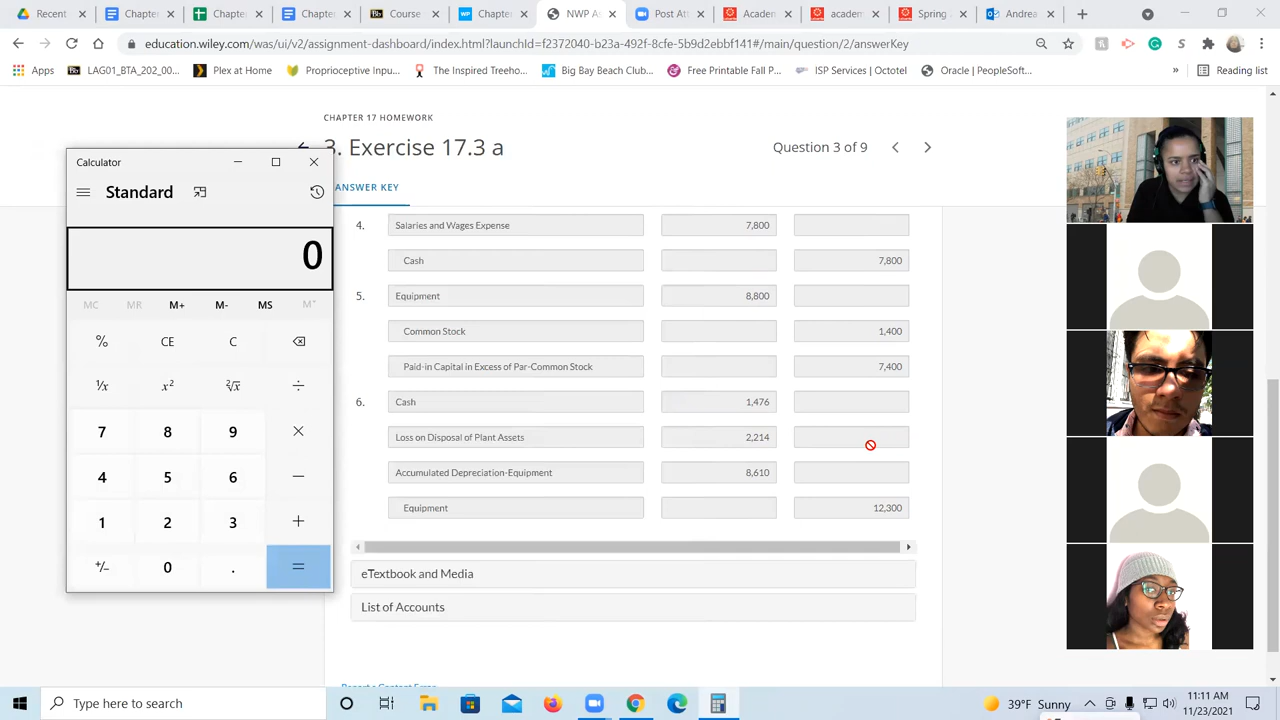 Recent
Chapter
Document
Bb Course
WP Chapter
NWP As
Post Att
Acaden
academ
Spring
Andrea
education.wiley.com/was/ui/v2/assignment-dashboard/index.html?launchId=f2372040-b23a-492f-8cfe-5b9d2ebbf141#/main/question/2/answerKey
Apps
Bb LAG01_BTA_202_00...
Plex at Home
Proprioceptive Inpu...
The Inspired Treeho...
Big Bay Beach Club...
Free Printable Fall P...
ISP Services | Octotel
Oracle | PeopleSoft...
»
Reading list
CHAPTER 17 HOMEWORK
3. Exercise 17.3 a
Question 3 of 9
ANSWER KEY
4. Salaries and Wages Expense 7,800
Cash 7,800
5. Equipment 8,800
Common Stock 1,400
Paid-in Capital in Excess of Par-Common Stock 7,400
6. Cash 1,476
Loss on Disposal of Plant Assets 2,214
Accumulated Depreciation-Equipment 8,610
Equipment 12,300
eTextbook and Media
List of Accounts
Calculator
Standard
0
MC MR M+ M- MS M˅
% CE C
¹/x x² ²√x ÷
7 8 9 ×
4 5 6 −
1 2 3 +
+/− 0 . =
Type here to search
39°F Sunny
11:11 AM
11/23/2021